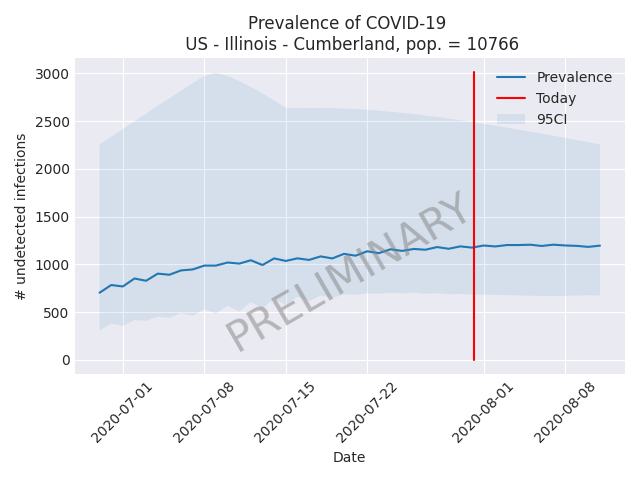 Prevalence of COVID-19
US - Illinois - Cumberland, pop. = 10766
Prevalence
Today
95CI
# undetected infections
3000
2500
2000
1500
1000
500
0
PRELIMINARY
2020-07-01
2020-07-08
2020-07-15
2020-07-22
2020-08-01
2020-08-08
Date